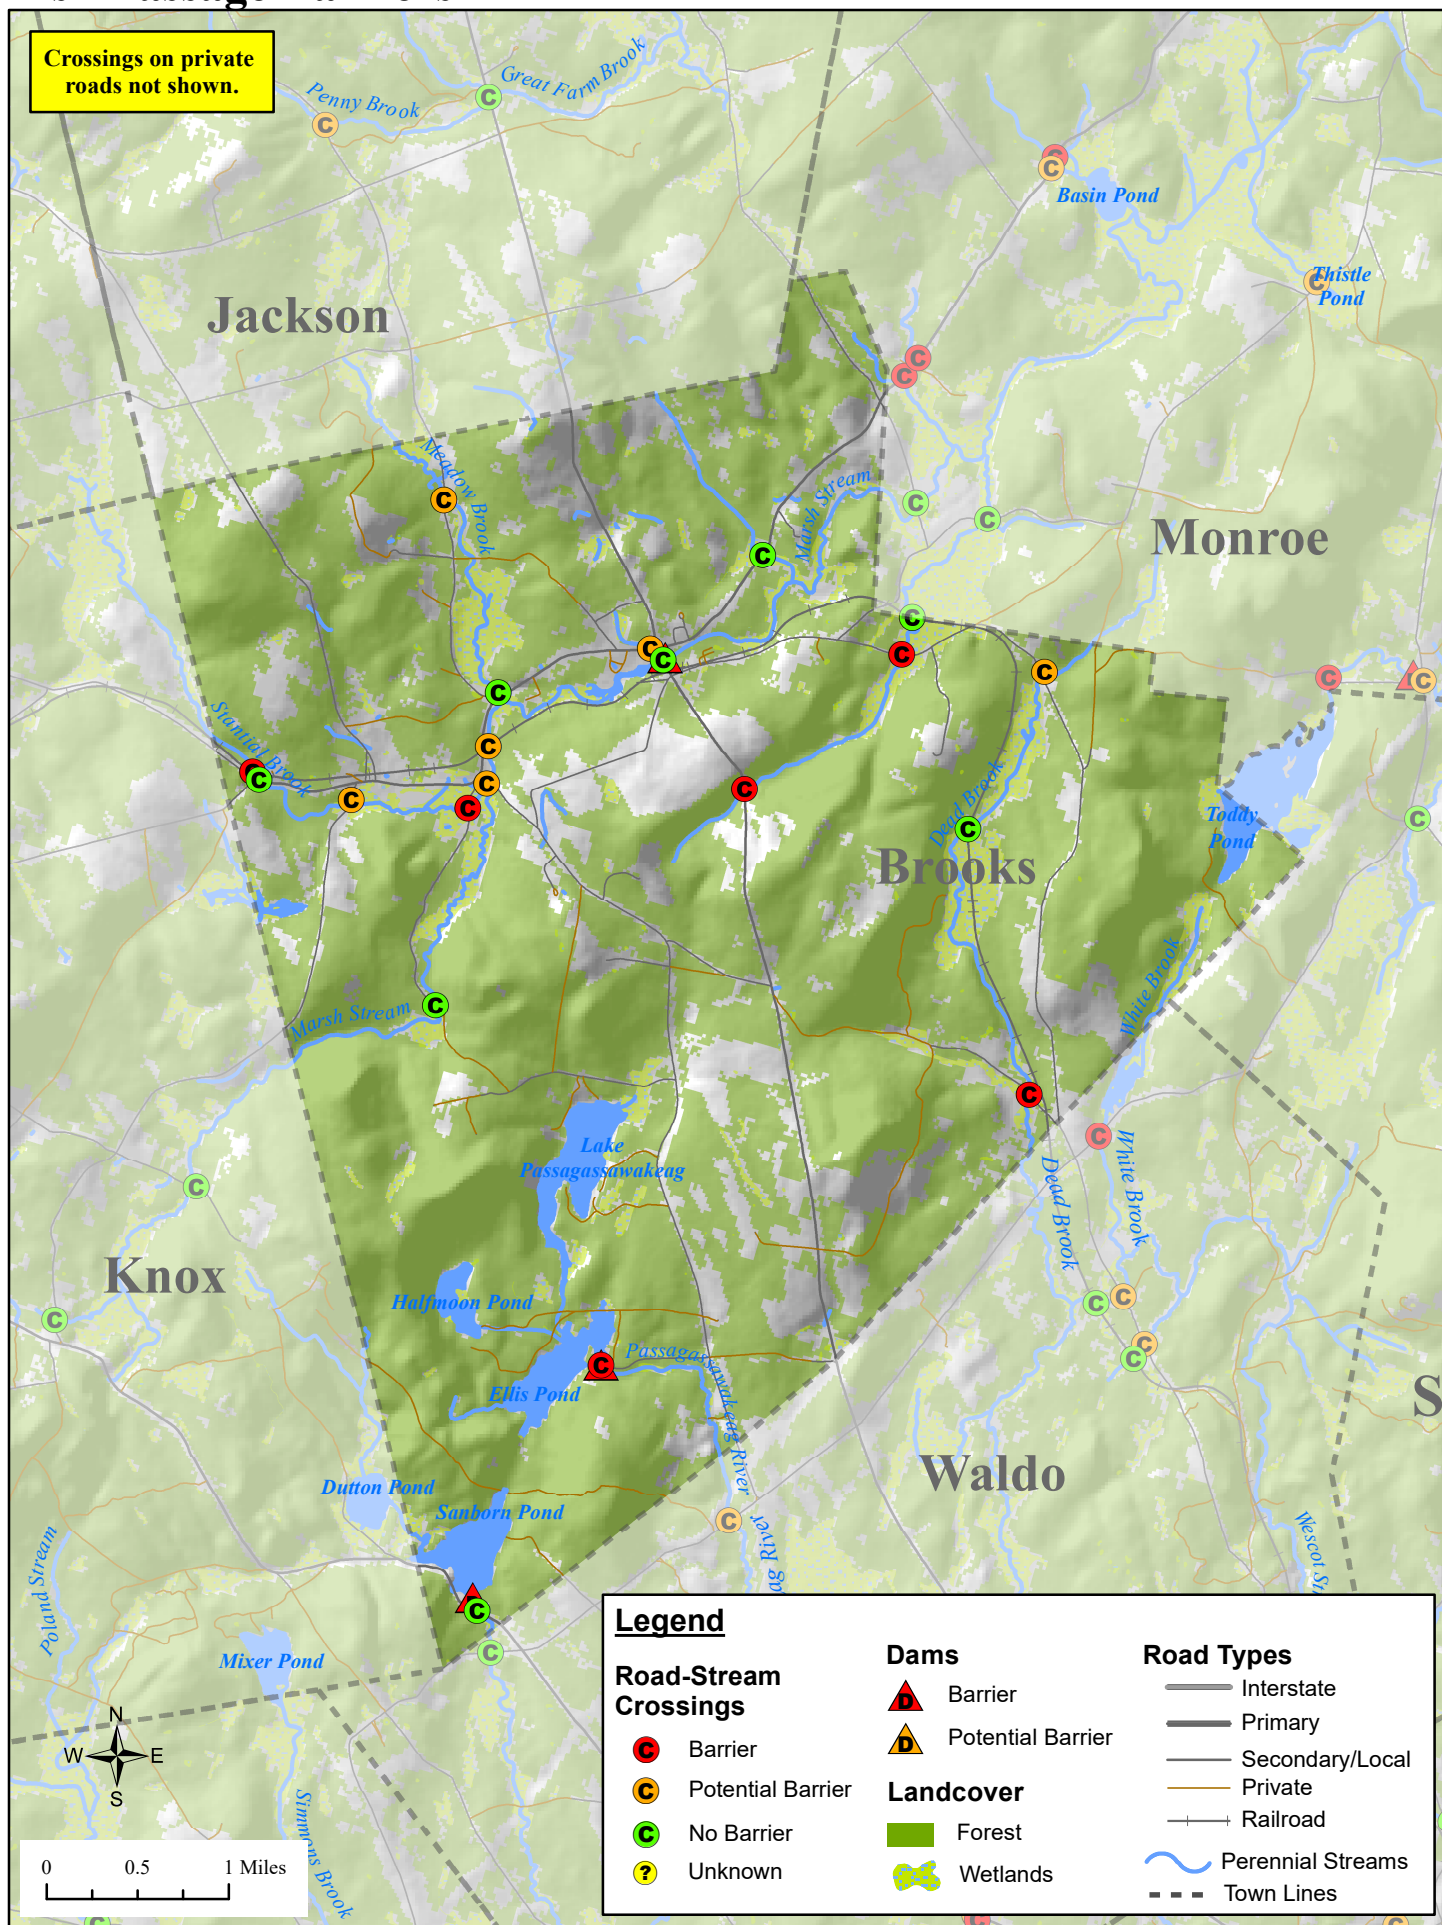 Crossings on private
roads not shown.
Penny Brook
Great Farm Brook
C
C
C
C
Basin Pond
C
Thistle
Pond
Jackson
C
C
Meadow Brook
C
Marsh Stream
C
C
C
Monroe
C
C
C
C
C
C
C
C
C
C
Stantial Brook
C
C
C
C
C
C
C
Dead Brook
C
Toddy
Pond
C
Brooks
White Brook
Marsh Stream
C
C
C
Lake
Passagassawakeag
White Brook
Dead Brook
C
Knox
C
C
C
C
C
Halfmoon Pond
Passagassawakeag River
C
Ellis Pond
S
Waldo
Dutton Pond
Sanborn Pond
C
River
Poland Stream
Wescot
C
C
Mixer Pond
Simmons Brook
N
W
E
S
0
0.5
1 Miles
Legend
Road-Stream
Crossings
C Barrier
C Potential Barrier
C No Barrier
? Unknown
Dams
D Barrier
D Potential Barrier
Landcover
Forest
Wetlands
Road Types
Interstate
Primary
Secondary/Local
Private
Railroad
Perennial Streams
Town Lines